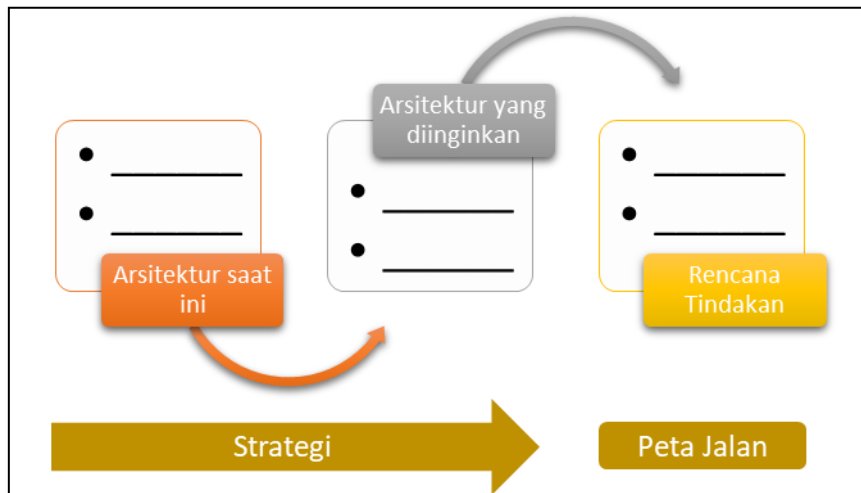 Arsitektur saat
ini
Arsitektur yang
diinginkan
Rencana
Tindakan
Strategi
Peta Jalan